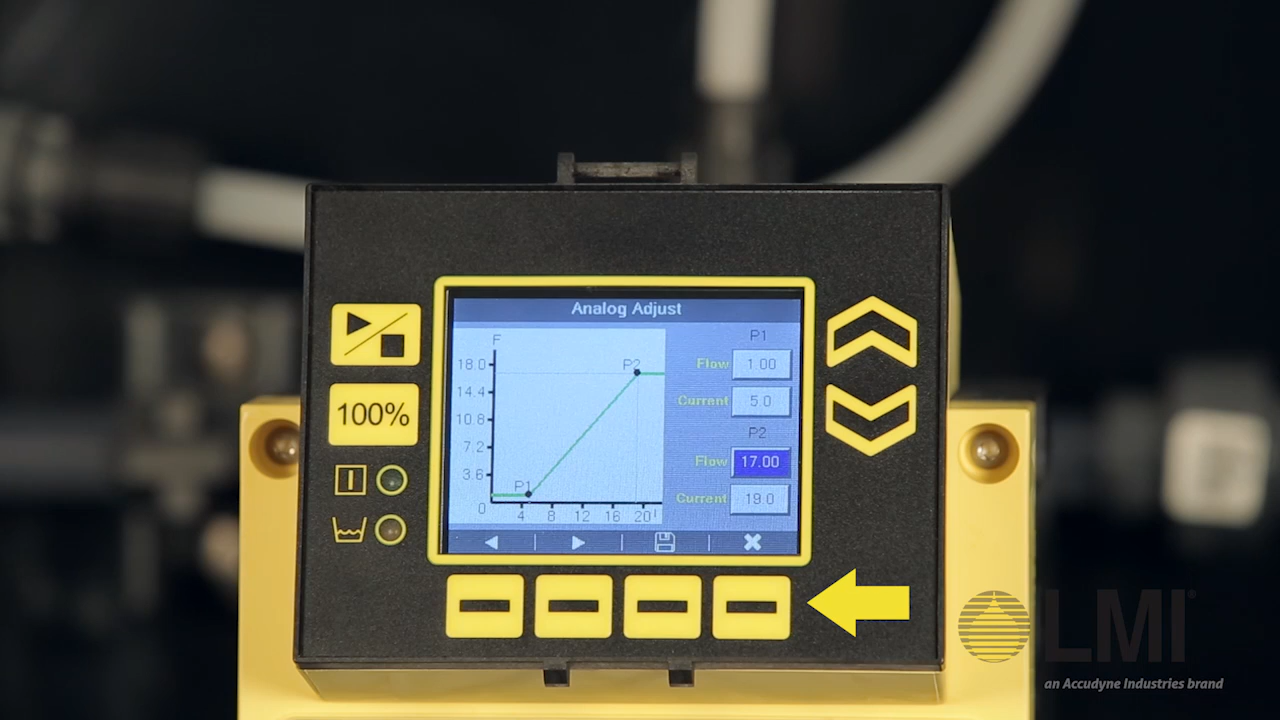 Analog Adjust
F
18.0
14.4
10.8
7.2
3.6
0
4 8 12 16 20 I
P1
P2
P1
Flow 1.00
Current 5.0
P2
Flow 17.00
Current 19.0
100%
LMI
an Accudyne Industries brand